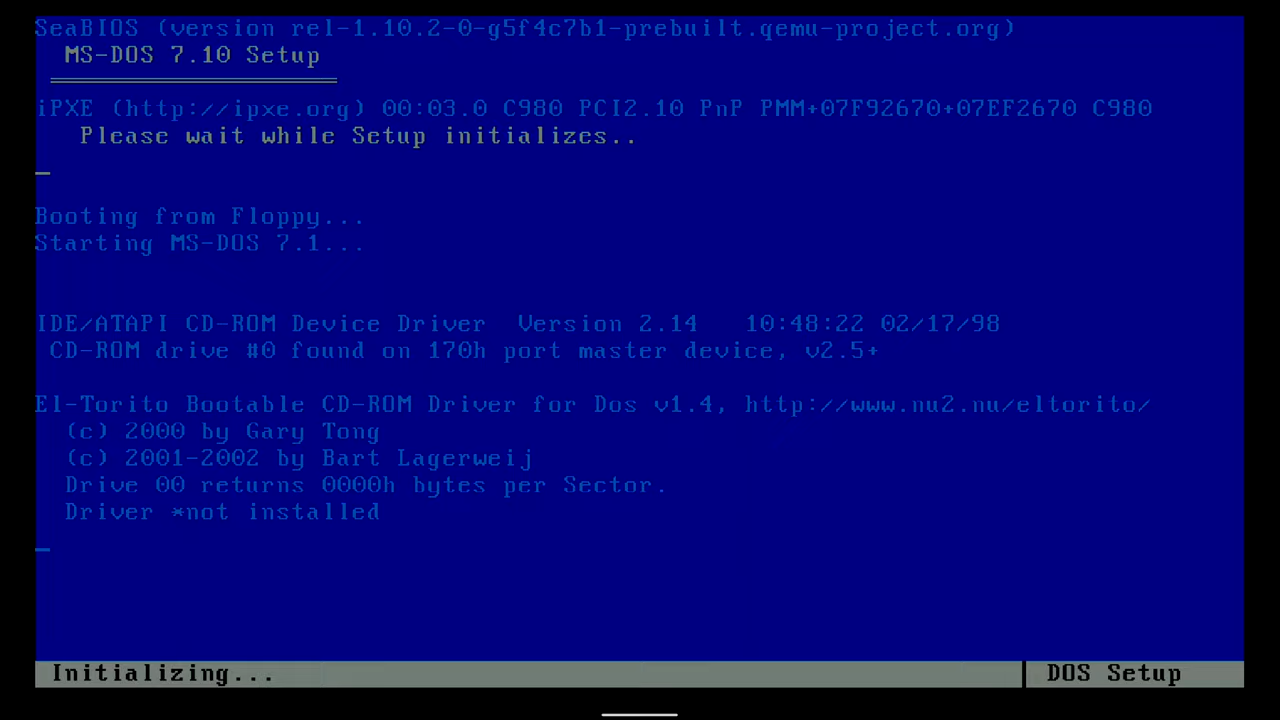 SeaBIOS (version rel-1.10.2-0-g5f4c7b1-prebuilt.qemu-project.org)
MS-DOS 7.10 Setup
iPXE (http://ipxe.org) 00:03.0 C980 PCI2.10 PnP PMM+07F92670+07EF2670 C980
Please wait while Setup initializes..
Booting from Floppy...
Starting MS-DOS 7.1...
IDE/ATAPI CD-ROM Device Driver  Version 2.14   10:48:22 02/17/98
CD-ROM drive #0 found on 170h port master device, v2.5+
El-Torito Bootable CD-ROM Driver for Dos v1.4, http://www.nu2.nu/eltorito/
(c) 2000 by Gary Tong
(c) 2001-2002 by Bart Lagerweij
Drive 00 returns 0000h bytes per Sector.
Driver *not installed
Initializing... DOS Setup